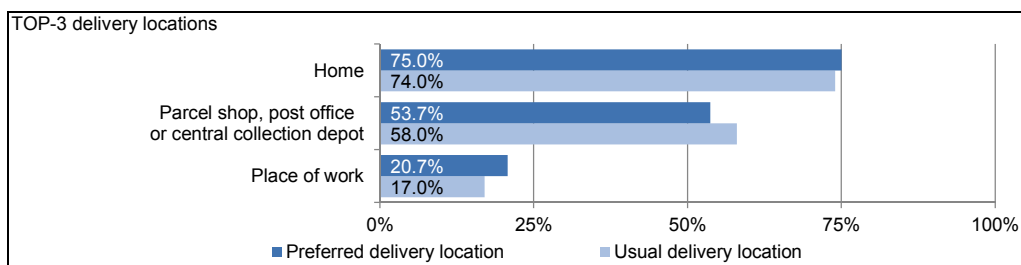 TOP-3 delivery locations
Home
75.0%
74.0%
Parcel shop, post office
or central collection depot
53.7%
58.0%
Place of work
20.7%
17.0%
0% 25% 50% 75% 100%
Preferred delivery location Usual delivery location